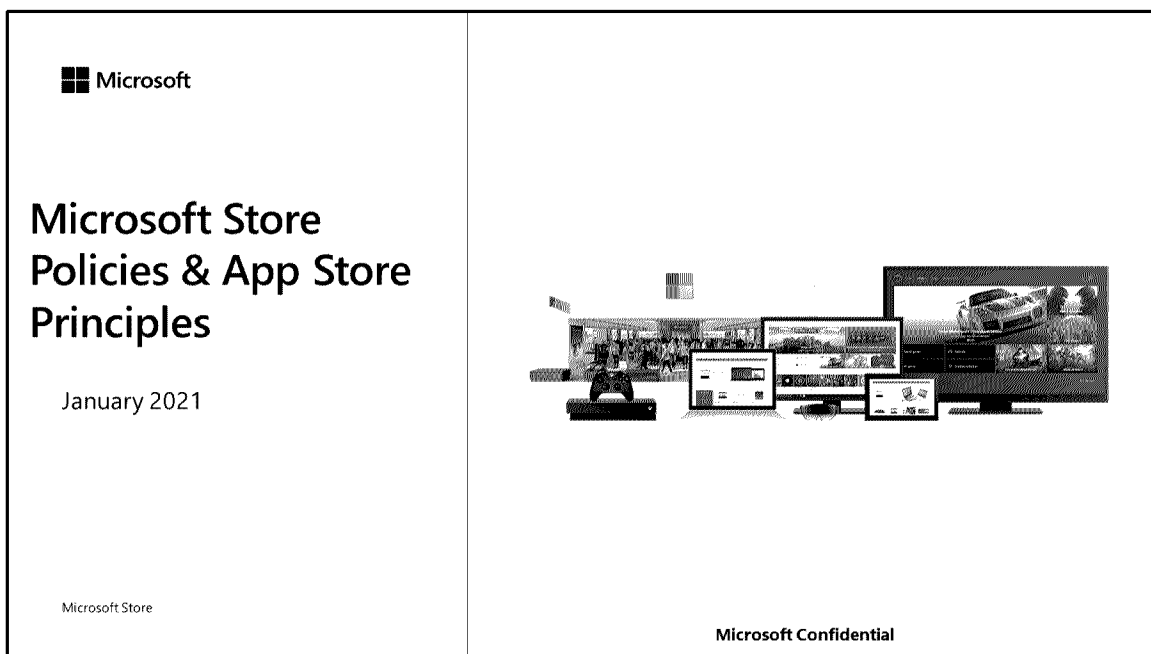 Microsoft
Microsoft Store
Policies & App Store
Principles
January 2021
Microsoft Store
Microsoft Confidential